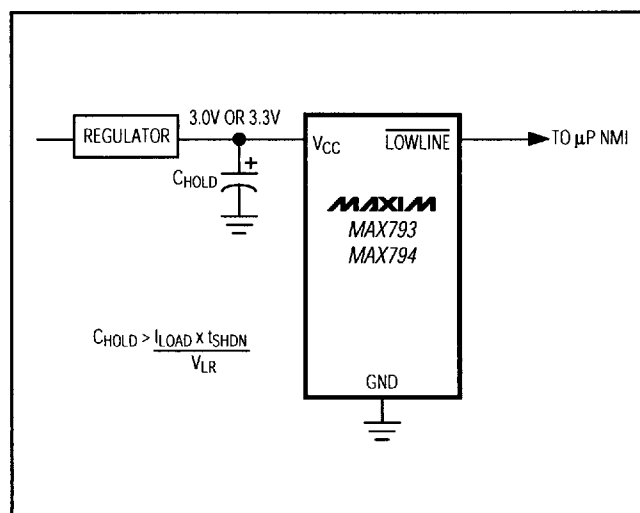 3.0V OR 3.3V
REGULATOR
VCC
LOWLINE
TO µP NMI
+
CHOLD
MAXIM
MAX793
MAX794
CHOLD > ILOAD x tSHDN
VLR
GND